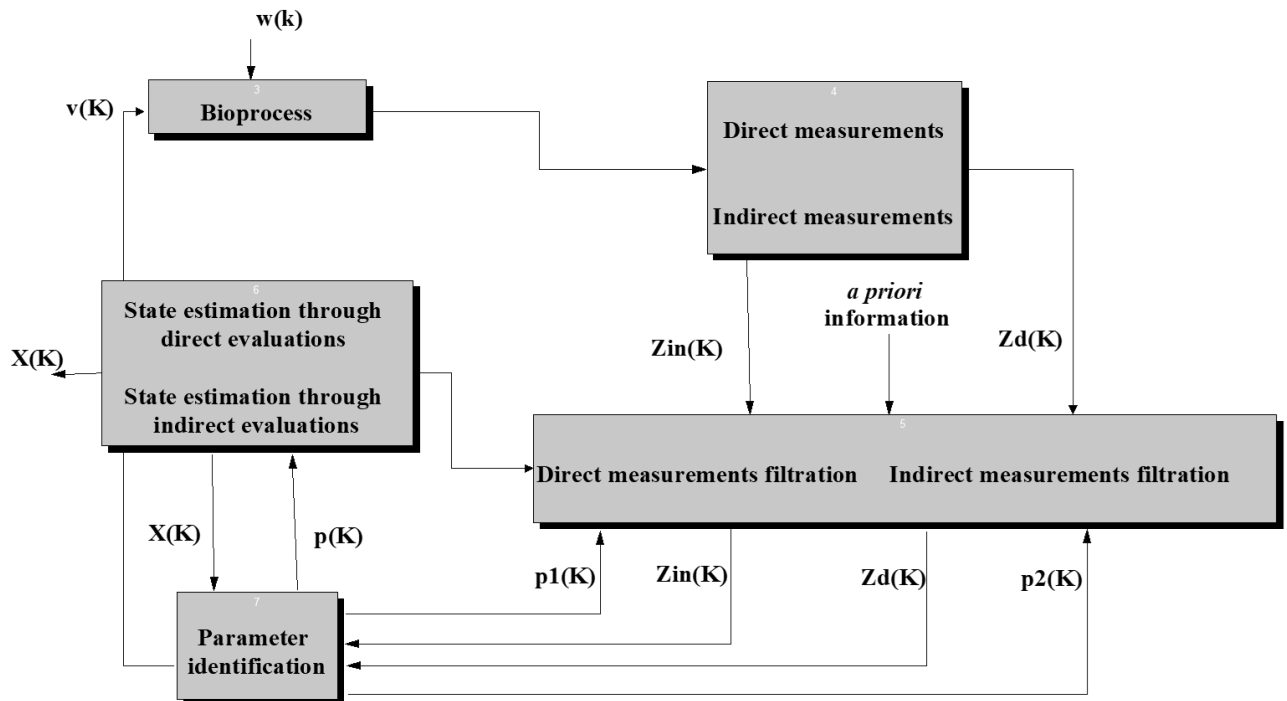 w(k)
v(K)
3
Bioprocess
4
Direct measurements
Indirect measurements
6
State estimation through
direct evaluations
State estimation through
indirect evaluations
X(K)
a priori
information
Zin(K)
Zd(K)
5
Direct measurements filtration
Indirect measurements filtration
X(K)
p(K)
p1(K)
Zin(K)
Zd(K)
p2(K)
7
Parameter
identification